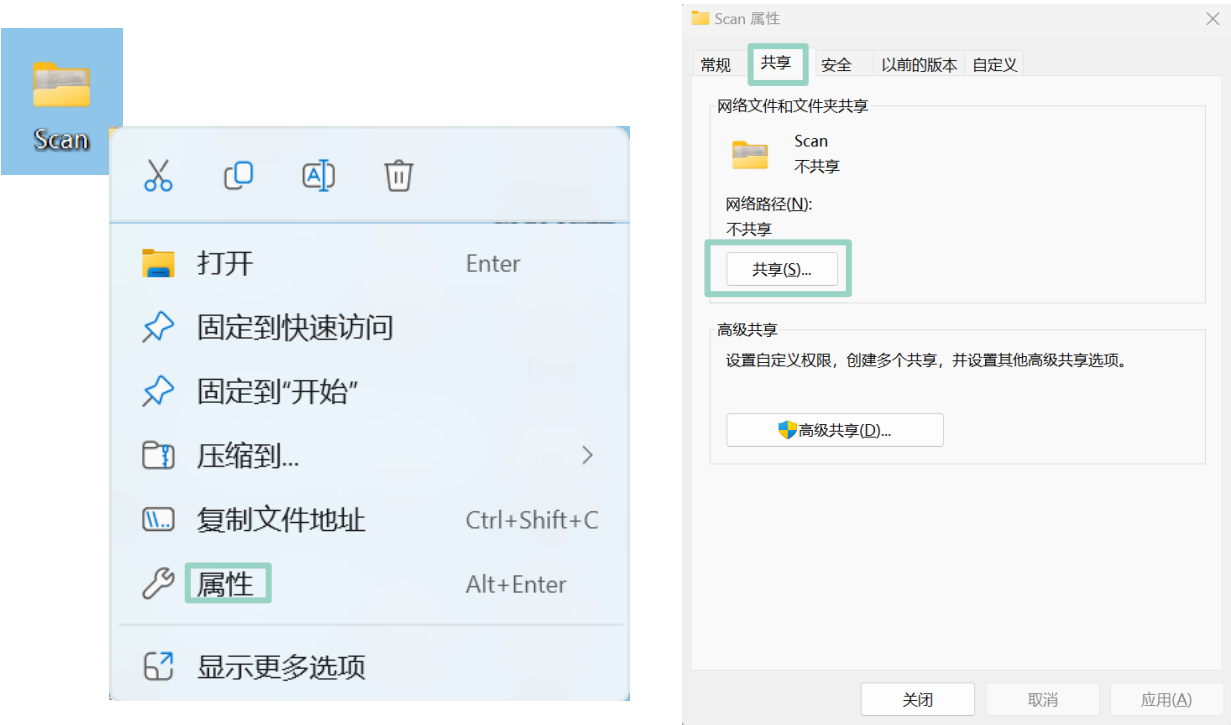 Scan
打开 Enter
固定到快速访问
固定到“开始”
压缩到...
复制文件地址 Ctrl+Shift+C
属性 Alt+Enter
显示更多选项
Scan 属性
常规 共享 安全 以前的版本 自定义
网络文件和文件夹共享
Scan
不共享
网络路径(N):
不共享
共享(S)...
高级共享
设置自定义权限，创建多个共享，并设置其他高级共享选项。
高级共享(D)...
关闭 取消 应用(A)